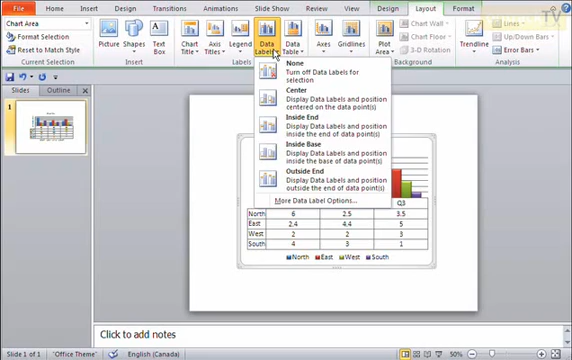 File
Home
Insert
Design
Transitions
Animations
Slide Show
Design
Layout
Format
TV
Chart Area
Format Selection
Reset to Match Style
Current Selection
Picture
Shapes
Text
Box
Insert
Chart
Title
Axis
Titles
Legend
Data
Labels
Data
Table
Labels
Axes
Gridlines
Plot
Area
Chart Wall
Chart Floor
3-D Rotation
Background
Trendline
Lines
Up/Down Bars
Error Bars
Analysis
None
Turn off Data Labels for
selection
Center
Display Data Labels and position
centered on the data point(s)
Inside End
Display Data Labels and position
inside the end of data point(s)
Inside Base
Display Data Labels and position
inside the base of data point(s)
Outside End
Display Data Labels and position
outside the end of data point(s)
More Data Label Options...
Slides
Outline
1
Q3
North 6 2.5 3.5
East 2.4 4.4 5
West 2 2 3
South 4 3 1
North East West South
Click to add notes
Slide 1 of 1
"Office Theme"
English (Canada)
50%